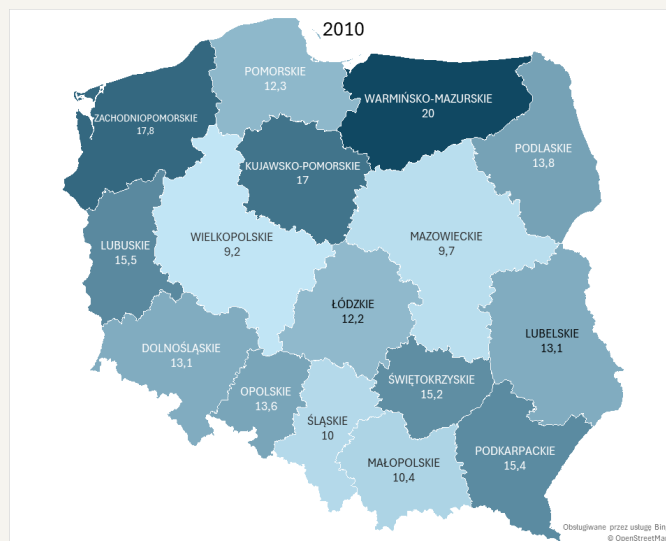 2010
POMORSKIE
12,3
WARMIŃSKO-MAZURSKIE
20
ZACHODNIOPOMORSKIE
17,8
PODLASKIE
13,8
KUJAWSKO-POMORSKIE
17
WIELKOPOLSKIE
9,2
MAZOWIECKIE
9,7
LUBUSKIE
15,5
ŁÓDZKIE
12,2
LUBELSKIE
13,1
DOLNOŚLĄSKIE
13,1
OPOLSKIE
13,6
ŚWIĘTOKRZYSKIE
15,2
ŚLĄSKIE
10
MAŁOPOLSKIE
10,4
PODKARPACKIE
15,4
Obsługiwane przez usługę Bin
© OpenStreetMa